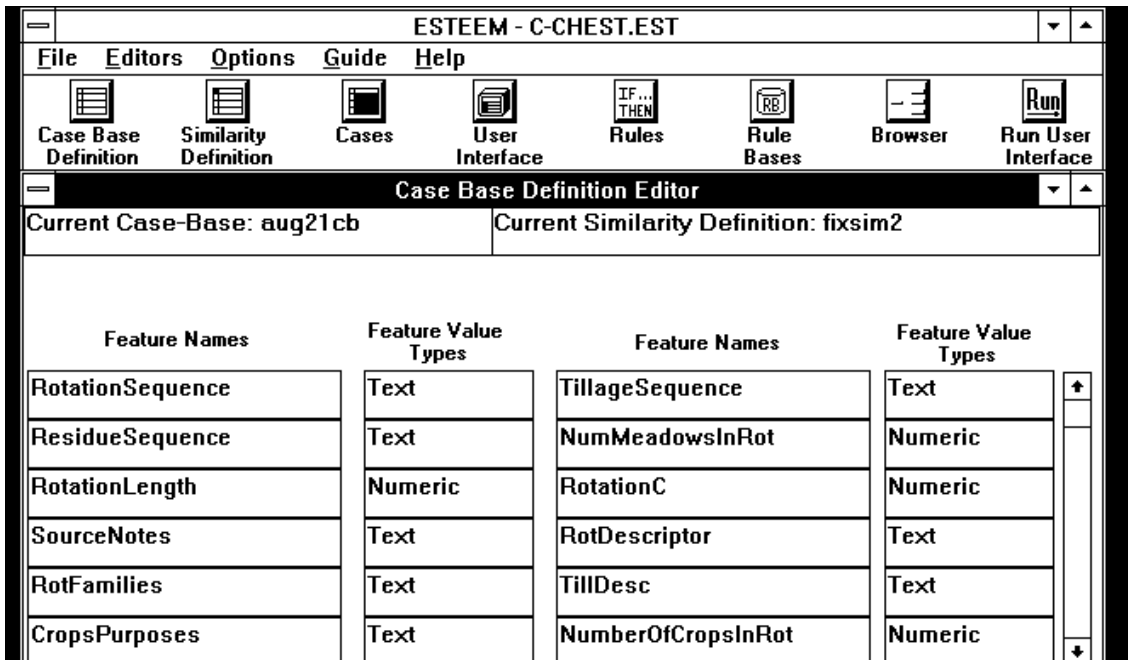 ESTEEM - C-CHEST.EST
File Editors Options Guide Help
IF...
THEN
RB
Run
Case Base
Definition
Similarity
Definition
Cases
User
Interface
Rules
Rule
Bases
Browser
Run User
Interface
Case Base Definition Editor
Current Case-Base: aug21cb
Current Similarity Definition: fixsim2
Feature Names
Feature Value
Types
Feature Names
Feature Value
Types
RotationSequence Text TillageSequence Text
ResidueSequence Text NumMeadowsInRot Numeric
RotationLength Numeric RotationC Numeric
SourceNotes Text RotDescriptor Text
RotFamilies Text TillDesc Text
CropsPurposes Text NumberOfCropsInRot Numeric